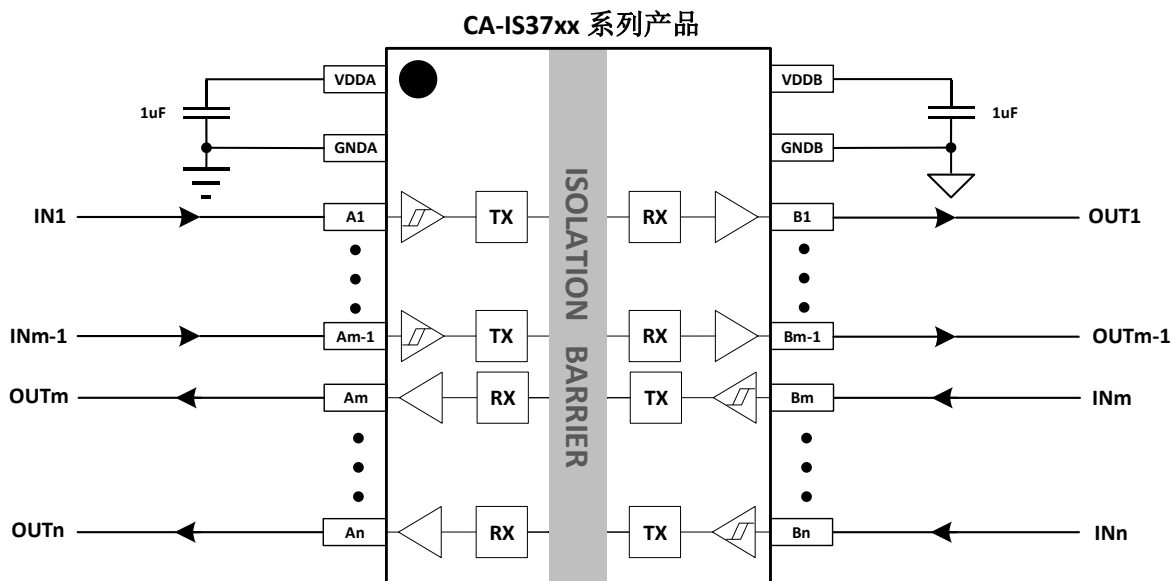 CA-IS37xx 系列产品
VDDA
VDDB
1uF
1uF
GNDA
GNDB
IN1
A1
TX
RX
B1
OUT1
ISOLATION BARRIER
INm-1
Am-1
TX
RX
Bm-1
OUTm-1
OUTm
Am
RX
TX
Bm
INm
OUTn
An
RX
TX
Bn
INn